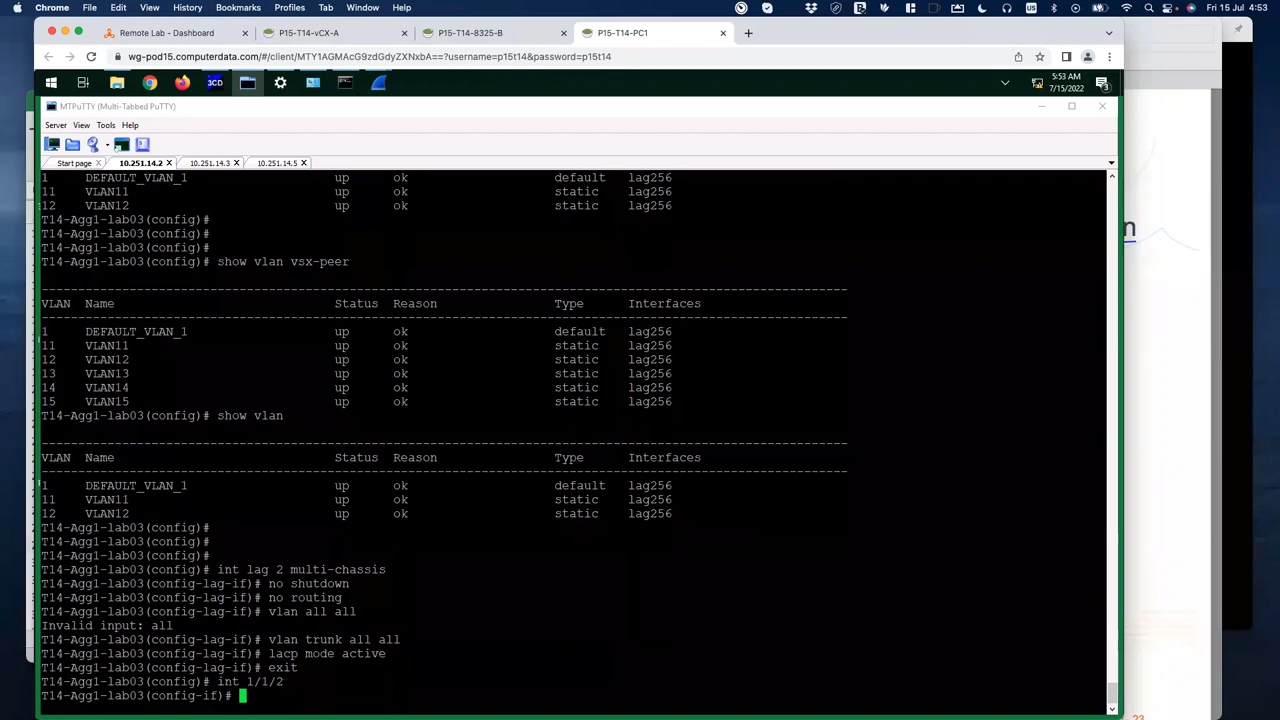 Chrome File Edit View History Bookmarks Profiles Tab Window Help Fri 15 Jul 4:53
Remote Lab - Dashboard P15-T14-vCX-A P15-T14-8325-B P15-T14-PC1
wg-pod15.computerdata.com/#/client/MTY1AGMAcG9zdGdyZXNxbA==?username=p15t14&password=p15t14
5:53 AM
7/15/2022
3
MTPuTTY (Multi-Tabbed PuTTY)
Server View Tools Help
Start page 10.251.14.2 10.251.14.3 10.251.14.5
1 DEFAULT_VLAN_1 up ok default lag256
11 VLAN11 up ok static lag256
12 VLAN12 up ok static lag256
T14-Agg1-lab03(config)#
T14-Agg1-lab03(config)#
T14-Agg1-lab03(config)#
T14-Agg1-lab03(config)# show vlan vsx-peer
VLAN Name Status Reason Type Interfaces
1 DEFAULT_VLAN_1 up ok default lag256
11 VLAN11 up ok static lag256
12 VLAN12 up ok static lag256
13 VLAN13 up ok static lag256
14 VLAN14 up ok static lag256
15 VLAN15 up ok static lag256
T14-Agg1-lab03(config)# show vlan
VLAN Name Status Reason Type Interfaces
1 DEFAULT_VLAN_1 up ok default lag256
11 VLAN11 up ok static lag256
12 VLAN12 up ok static lag256
T14-Agg1-lab03(config)#
T14-Agg1-lab03(config)#
T14-Agg1-lab03(config)#
T14-Agg1-lab03(config)# int lag 2 multi-chassis
T14-Agg1-lab03(config-lag-if)# no shutdown
T14-Agg1-lab03(config-lag-if)# no routing
T14-Agg1-lab03(config-lag-if)# vlan all all
Invalid input: all
T14-Agg1-lab03(config-lag-if)# vlan trunk all all
T14-Agg1-lab03(config-lag-if)# lacp mode active
T14-Agg1-lab03(config-lag-if)# exit
T14-Agg1-lab03(config)# int 1/1/2
T14-Agg1-lab03(config-if)#
n
23